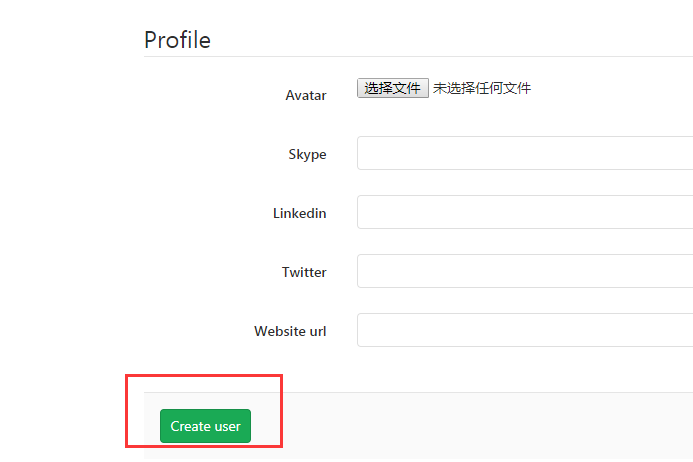 Profile
Avatar 选择文件 未选择任何文件
Skype
Linkedin
Twitter
Website url
Create user